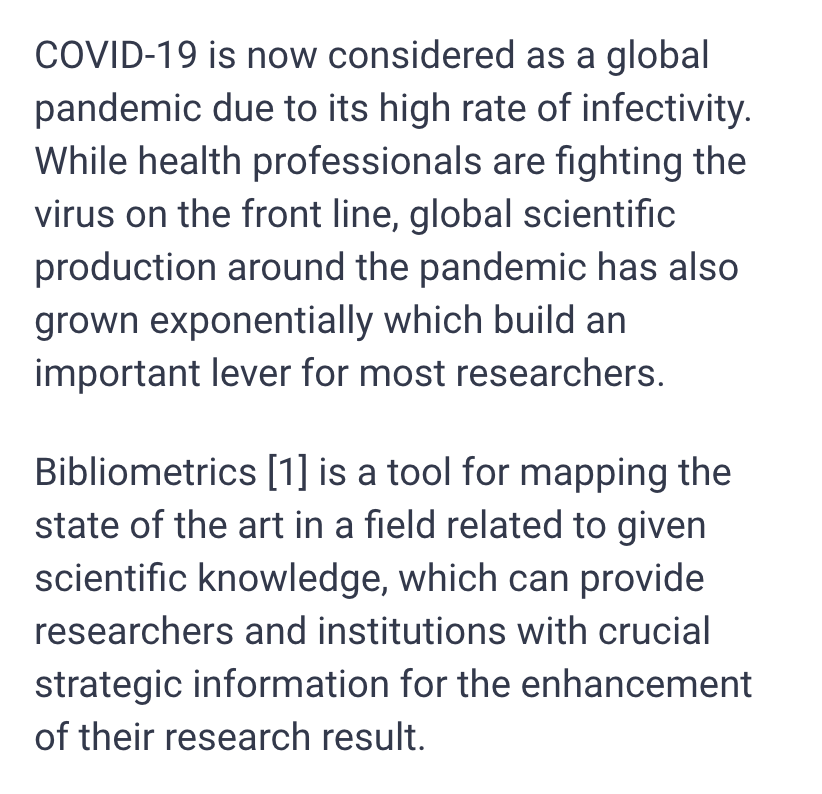 COVID-19 is now considered as a global
pandemic due to its high rate of infectivity.
While health professionals are fighting the
virus on the front line, global scientific
production around the pandemic has also
grown exponentially which build an
important lever for most researchers.
Bibliometrics [1] is a tool for mapping the
state of the art in a field related to given
scientific knowledge, which can provide
researchers and institutions with crucial
strategic information for the enhancement
of their research result.